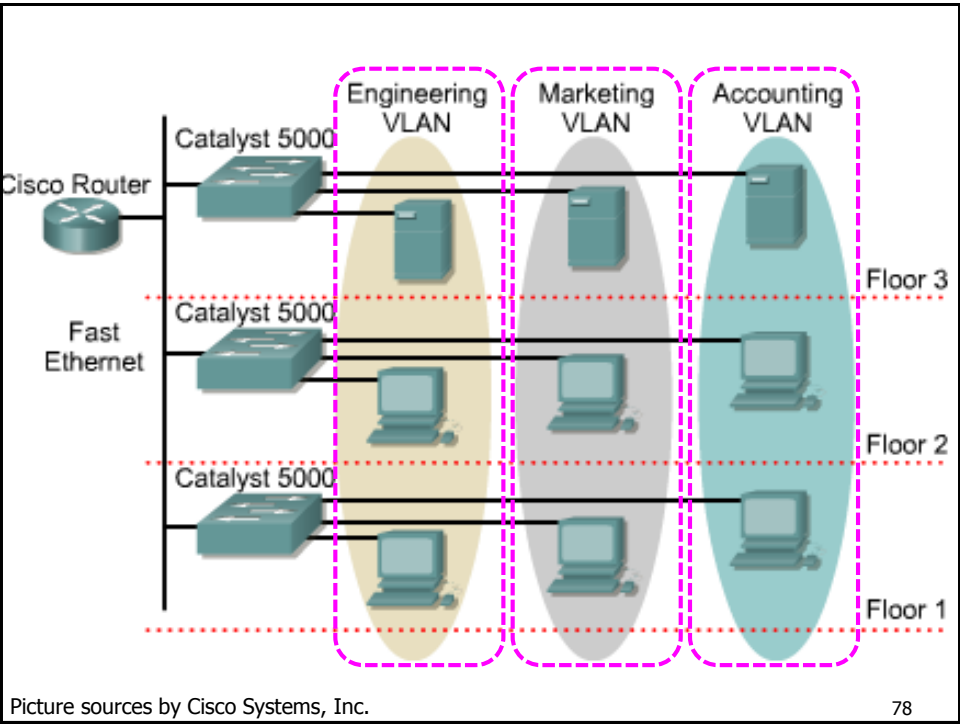 Engineering
VLAN
Marketing
VLAN
Accounting
VLAN
Catalyst 5000
Cisco Router
Floor 3
Catalyst 5000
Fast
Ethernet
Floor 2
Catalyst 5000
Floor 1
Picture sources by Cisco Systems, Inc.
78